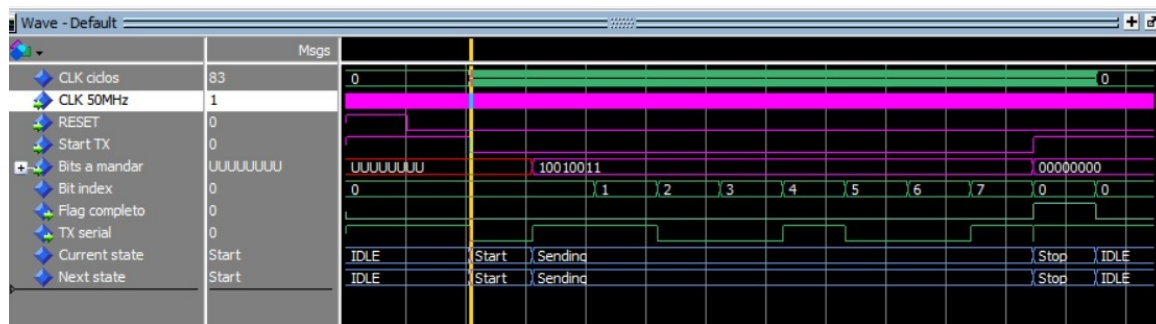 Wave - Default
Msgs
CLK ciclos 83 0 0
CLK 50MHz 1
RESET 0
Start TX 0
Bits a mandar UUUUUUUU UUUUUUUU 10010011 00000000
Bit index 0 0 1 2 3 4 5 6 7 0 0
Flag completo 0
TX serial 0
Current state Start IDLE Start Sending Stop IDLE
Next state Start IDLE Start Sending Stop IDLE